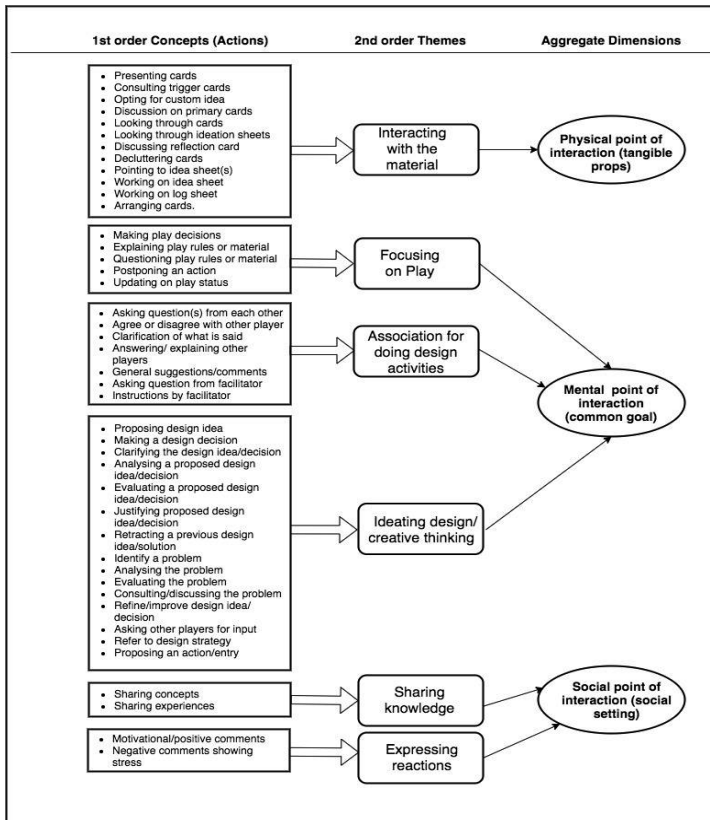 1st order Concepts (Actions)
2nd order Themes
Aggregate Dimensions
• Presenting cards
• Consulting trigger cards
• Opting for custom idea
• Discussion on primary cards
• Looking through cards
• Looking through ideation sheets
• Discussing reflection card
• Decluttering cards
• Pointing to idea sheet(s)
• Working on idea sheet
• Working on log sheet
• Arranging cards.
Interacting
with the
material
Physical point of
interaction (tangible
props)
• Making play decisions
• Explaining play rules or material
• Questioning play rules or material
• Postponing an action
• Updating on play status
Focusing
on Play
• Asking question(s) from each other
• Agree or disagree with other player
• Clarification of what is said
• Answering/ explaining other
players
• General suggestions/comments
• Asking question from facilitator
• Instructions by facilitator
Association for
doing design
activities
Mental point of
interaction
(common goal)
• Proposing design idea
• Making a design decision
• Clarifying the design idea/decision
• Analysing a proposed design
idea/decision
• Evaluating a proposed design
idea/decision
• Justifying proposed design
idea/decision
• Retracting a previous design
idea/solution
• Identify a problem
• Analysing the problem
• Evaluating the problem
• Consulting/discussing the problem
• Refine/improve design idea/
decision
• Asking other players for input
• Refer to design strategy
• Proposing an action/entry
Ideating design/
creative thinking
• Sharing concepts
• Sharing experiences
Sharing
knowledge
Social point of
interaction (social
setting)
• Motivational/positive comments
• Negative comments showing
stress
Expressing
reactions